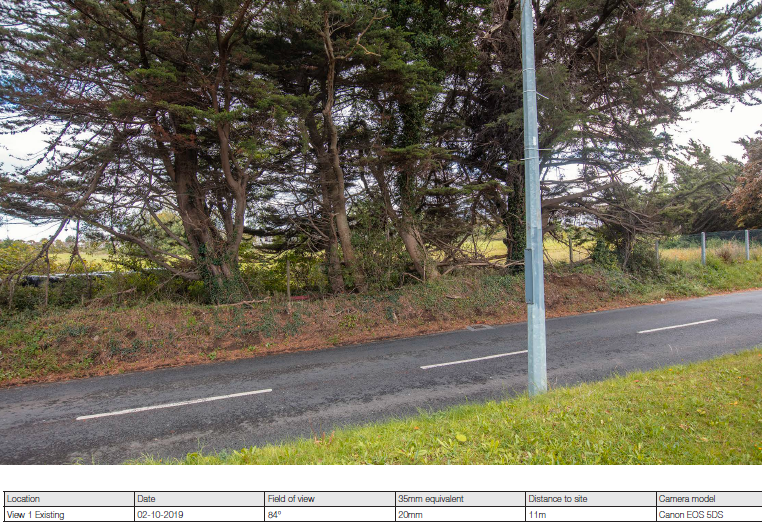 Location Date Field of view 35mm equivalent Distance to site Camera model
View 1 Existing 02-10-2019 84° 20mm 11m Canon EOS 5DS